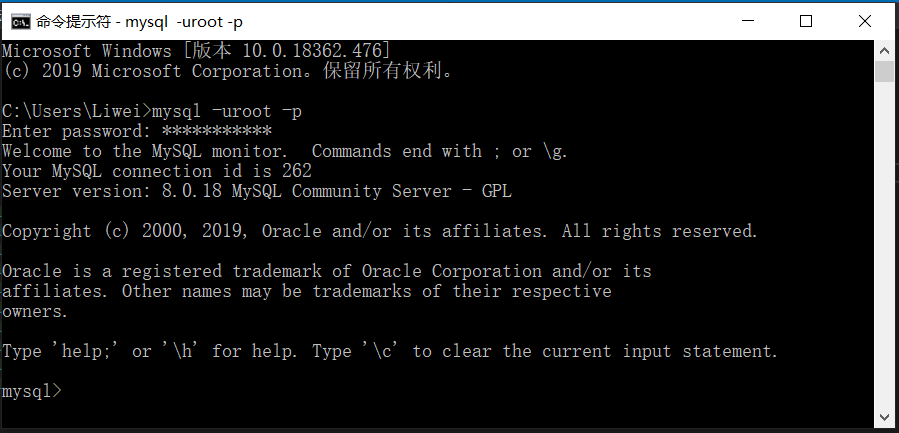 命令提示符 - mysql  -uroot -p
Microsoft Windows [版本 10.0.18362.476]
(c) 2019 Microsoft Corporation。保留所有权利。
C:\Users\Liwei>mysql -uroot -p
Enter password: ***********
Welcome to the MySQL monitor.  Commands end with ; or \g.
Your MySQL connection id is 262
Server version: 8.0.18 MySQL Community Server - GPL
Copyright (c) 2000, 2019, Oracle and/or its affiliates. All rights reserved.
Oracle is a registered trademark of Oracle Corporation and/or its
affiliates. Other names may be trademarks of their respective
owners.
Type 'help;' or '\h' for help. Type '\c' to clear the current input statement.
mysql>